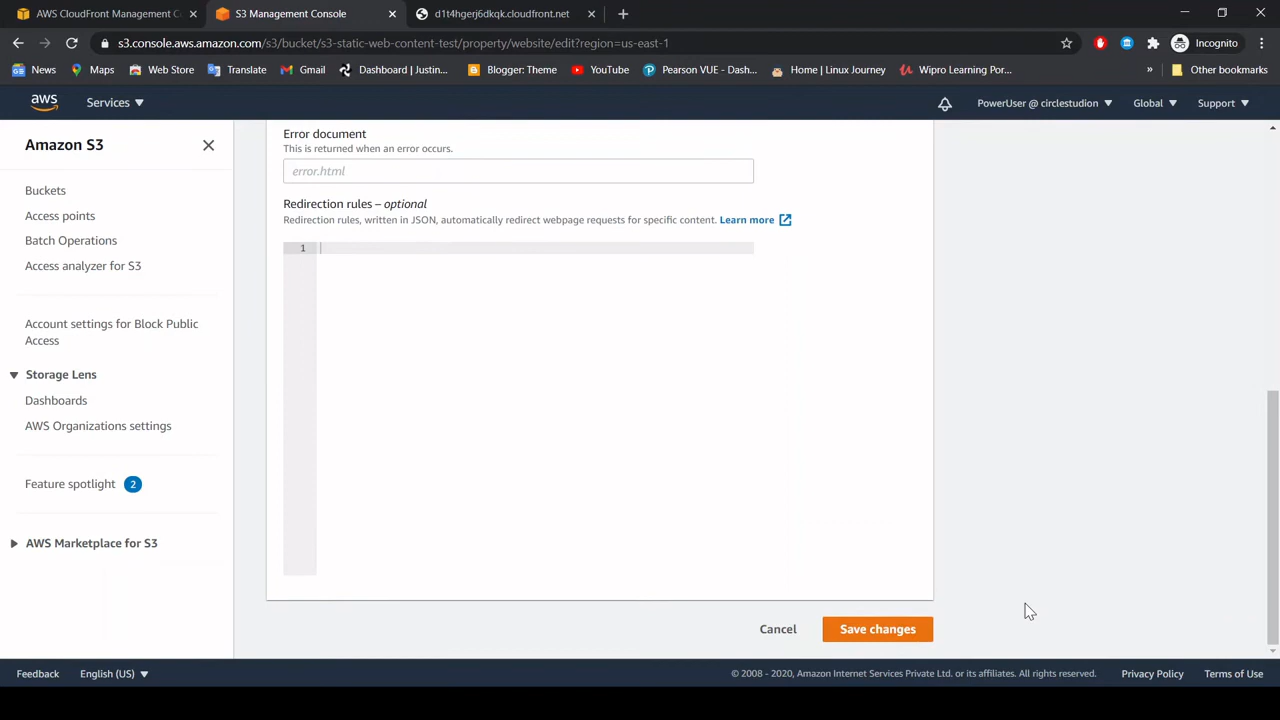 AWS CloudFront Management Co
S3 Management Console
d1t4hgerj6dkqk.cloudfront.net
s3.console.aws.amazon.com/s3/bucket/s3-static-web-content-test/property/website/edit?region=us-east-1
Incognito
News
Maps
Web Store
Translate
Gmail
Dashboard | Justin...
Blogger: Theme
YouTube
Pearson VUE - Dash...
Home | Linux Journey
Wipro Learning Por...
»
Other bookmarks
aws
Services
PowerUser @ circlestudion
Global
Support
Amazon S3
Buckets
Access points
Batch Operations
Access analyzer for S3
Account settings for Block Public
Access
Storage Lens
Dashboards
AWS Organizations settings
Feature spotlight 2
AWS Marketplace for S3
Error document
This is returned when an error occurs.
error.html
Redirection rules – optional
Redirection rules, written in JSON, automatically redirect webpage requests for specific content. Learn more
1
Cancel
Save changes
Feedback
English (US)
© 2008 - 2020, Amazon Internet Services Private Ltd. or its affiliates. All rights reserved.
Privacy Policy
Terms of Use